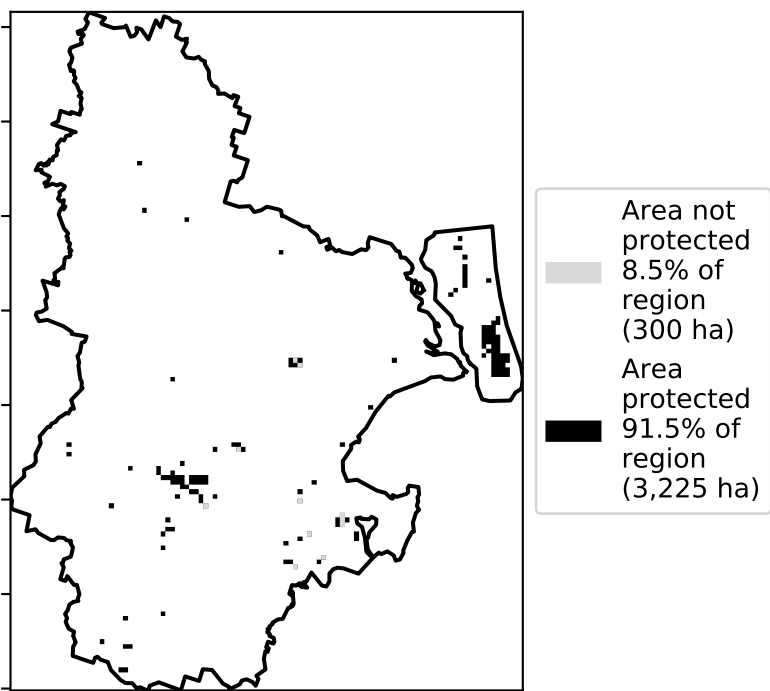 Area not
protected
8.5% of
region
(300 ha)
Area
protected
91.5% of
region
(3,225 ha)